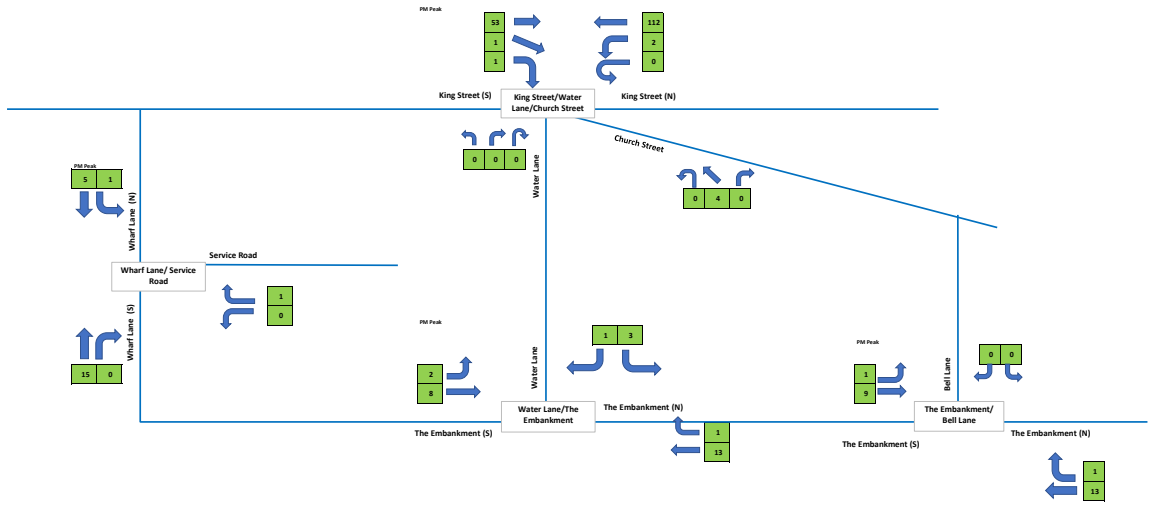 PM Peak
53
112
1
2
1
0
King Street (S)
King Street/Water
Lane/Church Street
King Street (N)
Church Street
0 0 0
Water Lane
PM Peak
5 1
0 4 0
Wharf Lane (N)
Service Road
Wharf Lane/ Service
Road
1
0
Wharf Lane (S)
PM Peak
1 3
PM Peak
15 0
2
8
Water Lane
0 0
1
9
Bell Lane
Water Lane/The
Embankment
The Embankment (N)
The Embankment/
Bell Lane
The Embankment (S)
1
13
The Embankment (S)
The Embankment (N)
1
13